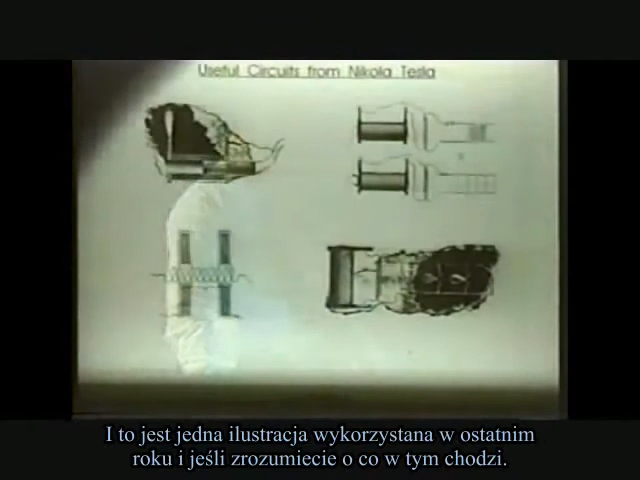 Useful Circuits from Nikola Tesla
I to jest jedna ilustracja wykorzystana w ostatnim
roku i jeśli zrozumiecie o co w tym chodzi.